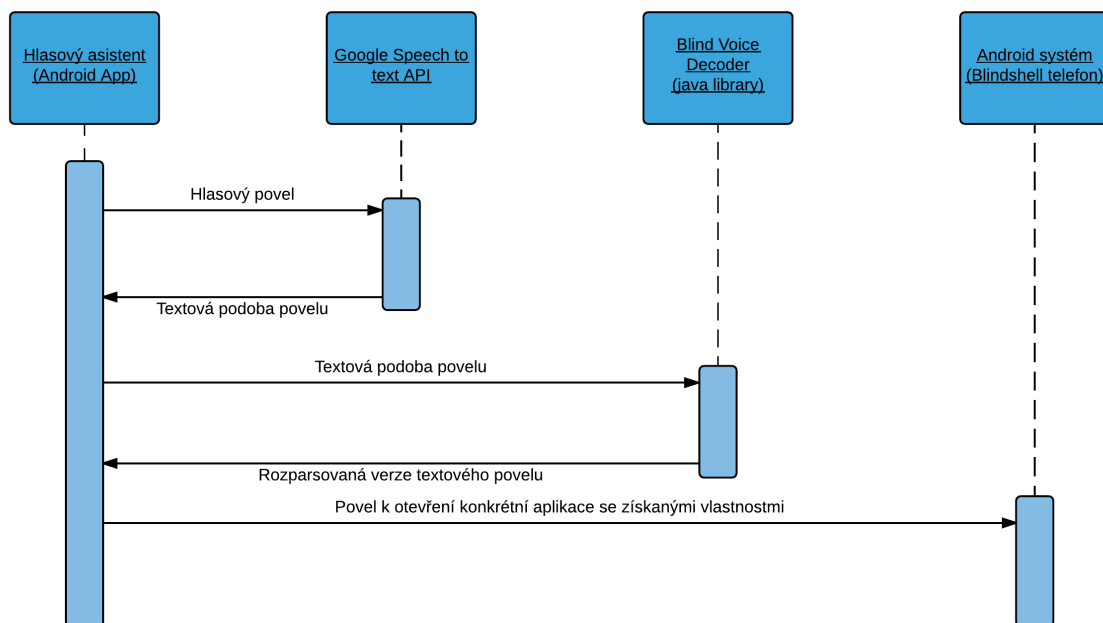 Hlasový asistent
(Android App)
Google Speech to
text API
Blind Voice
Decoder
(java library)
Android systém
(Blindshell telefon)
Hlasový povel
Textová podoba povelu
Textová podoba povelu
Rozparsovaná verze textového povelu
Povel k otevření konkrétní aplikace se získanými vlastnostmi